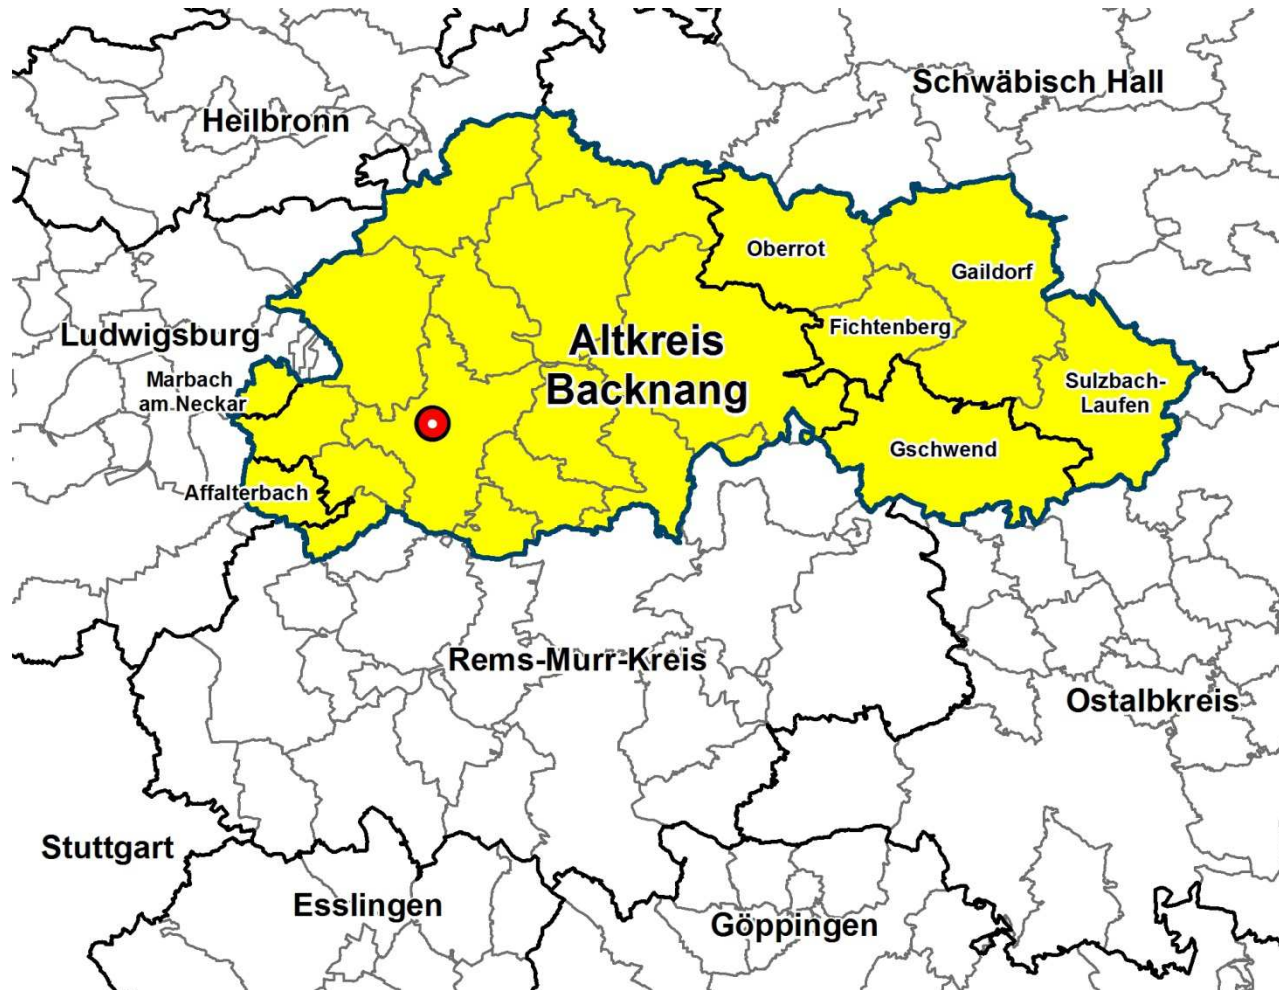 Schwäbisch Hall
Heilbronn
Oberrot
Gaildorf
Ludwigsburg
Fichtenberg
Altkreis
Backnang
Marbach
am Neckar
Sulzbach-
Laufen
Gschwend
Affalterbach
Rems-Murr-Kreis
Ostalbkreis
Stuttgart
Esslingen
Göppingen